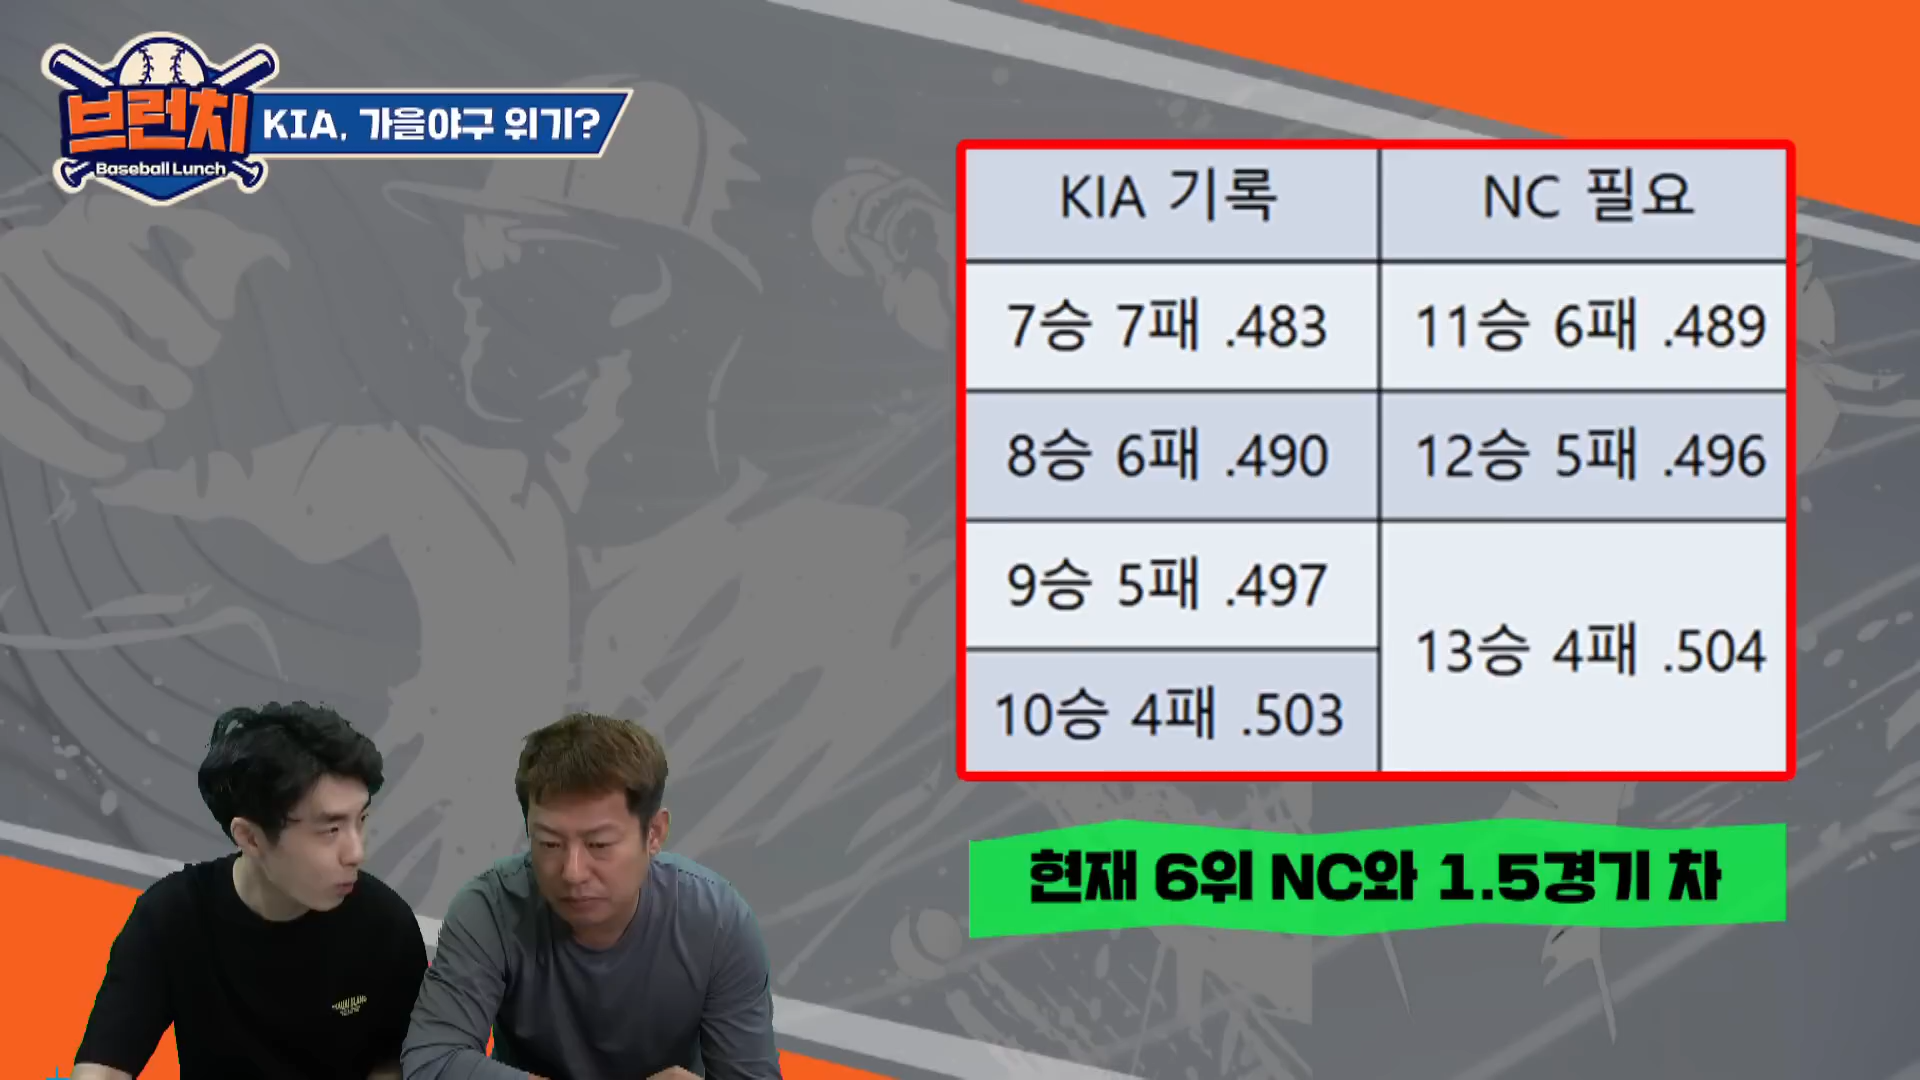 브런치
Baseball Lunch
KIA, 가을야구 위기?
KIA 기록 NC 필요
7승 7패 .483 11승 6패 .489
8승 6패 .490 12승 5패 .496
9승 5패 .497
13승 4패 .504
10승 4패 .503
현재 6위 NC와 1.5경기 차